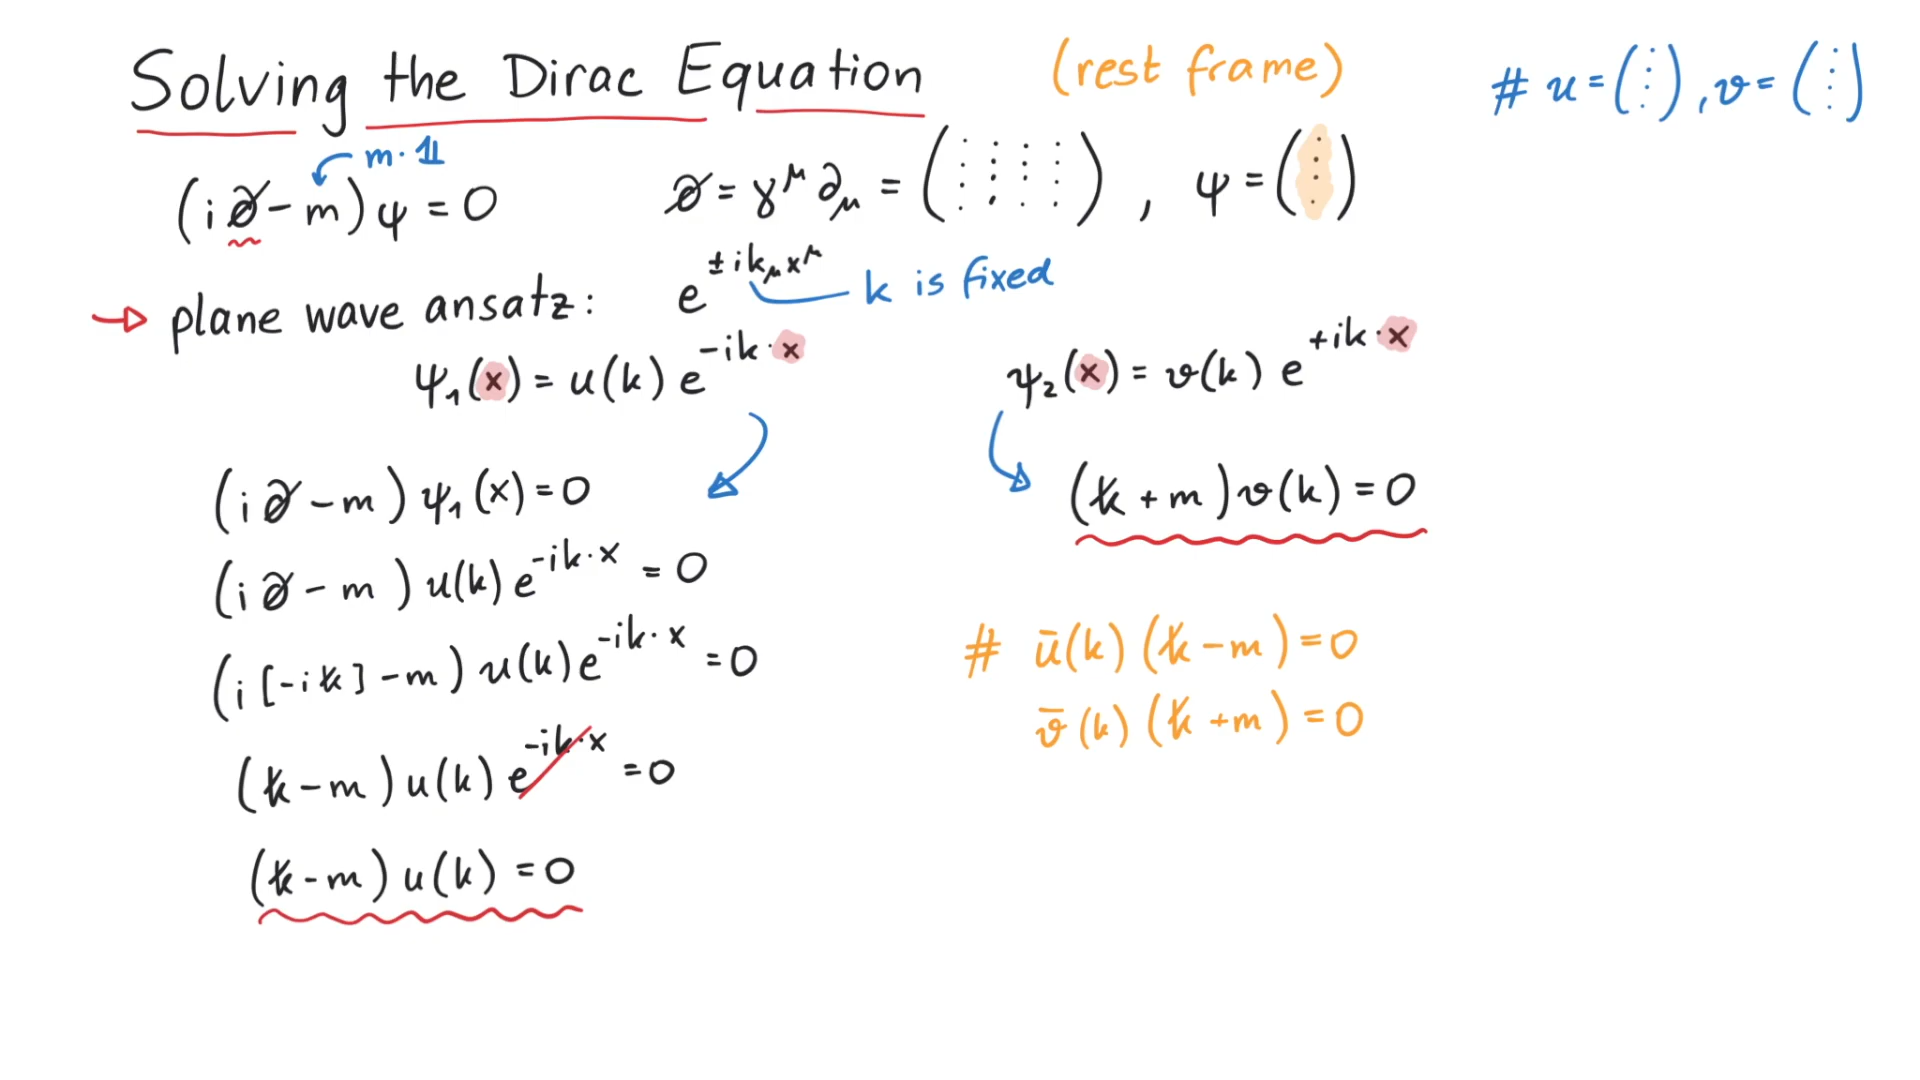 Solving the Dirac Equation (rest frame) # u = (⋮), v = (⋮)
m·𝟙
(i∂̸ − m)ψ = 0 ∂̸ = γ^μ ∂_μ = (⋮ ⋮ ⋮ ⋮), ψ = (⋮)
→ plane wave ansatz: e^{±ik_μ x^μ} k is fixed
ψ₁(x) = u(k) e^{−ik·x} ψ₂(x) = v(k) e^{+ik·x}
(i∂̸ − m) ψ₁(x) = 0 (k̸ + m) v(k) = 0
(i∂̸ − m) u(k) e^{−ik·x} = 0
(i[−ik̸] − m) u(k) e^{−ik·x} = 0 # ū(k) (k̸ − m) = 0
v̄(k) (k̸ + m) = 0
(k̸ − m) u(k) e^{−ik·x} = 0
(k̸ − m) u(k) = 0